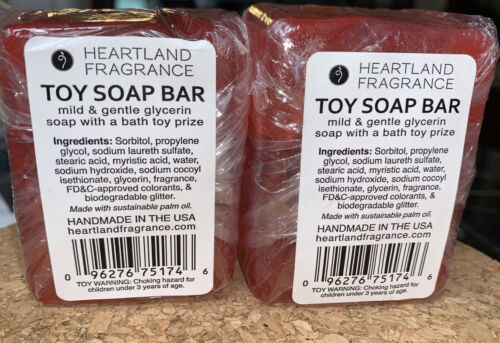 HEARTLAND
FRAGRANCE
TOY SOAP BAR
mild & gentle glycerin
soap with a bath toy prize
Ingredients: Sorbitol, propylene
glycol, sodium laureth sulfate,
stearic acid, myristic acid, water,
sodium hydroxide, sodium cocoyl
isethionate, glycerin, fragrance,
FD&C-approved colorants, &
biodegradable glitter.
Made with sustainable palm oil.
HANDMADE IN THE USA
heartlandfragrance.com
0 96276 75174 6
TOY WARNING: Choking hazard for
children under 3 years of age.
HEARTLAND
FRAGRANCE
TOY SOAP BAR
mild & gentle glycerin
soap with a bath toy prize
Ingredients: Sorbitol, propylene
glycol, sodium laureth sulfate,
stearic acid, myristic acid, water,
sodium hydroxide, sodium cocoyl
isethionate, glycerin, fragrance,
FD&C-approved colorants, &
biodegradable glitter.
Made with sustainable palm oil.
HANDMADE IN THE USA
heartlandfragrance.com
0 96276 75174 6
TOY WARNING: Choking hazard for
children under 3 years of age.